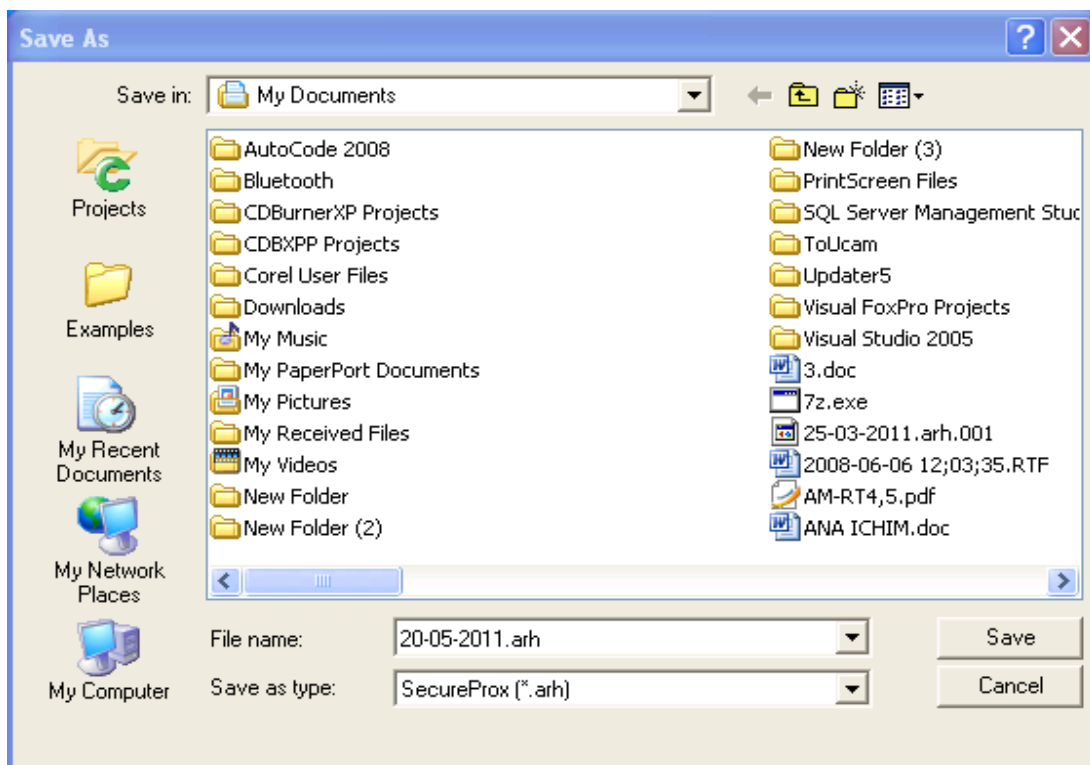 Save As
Save in:
My Documents
Projects
Examples
My Recent
Documents
My Network
Places
My Computer
AutoCode 2008
Bluetooth
CDBurnerXP Projects
CDBXPP Projects
Corel User Files
Downloads
My Music
My PaperPort Documents
My Pictures
My Received Files
My Videos
New Folder
New Folder (2)
New Folder (3)
PrintScreen Files
SQL Server Management Stuc
ToUcam
Updater5
Visual FoxPro Projects
Visual Studio 2005
3.doc
7z.exe
25-03-2011.arh.001
2008-06-06 12;03;35.RTF
AM-RT4,5.pdf
ANA ICHIM.doc
File name:
20-05-2011.arh
Save
Save as type:
SecureProx (*.arh)
Cancel